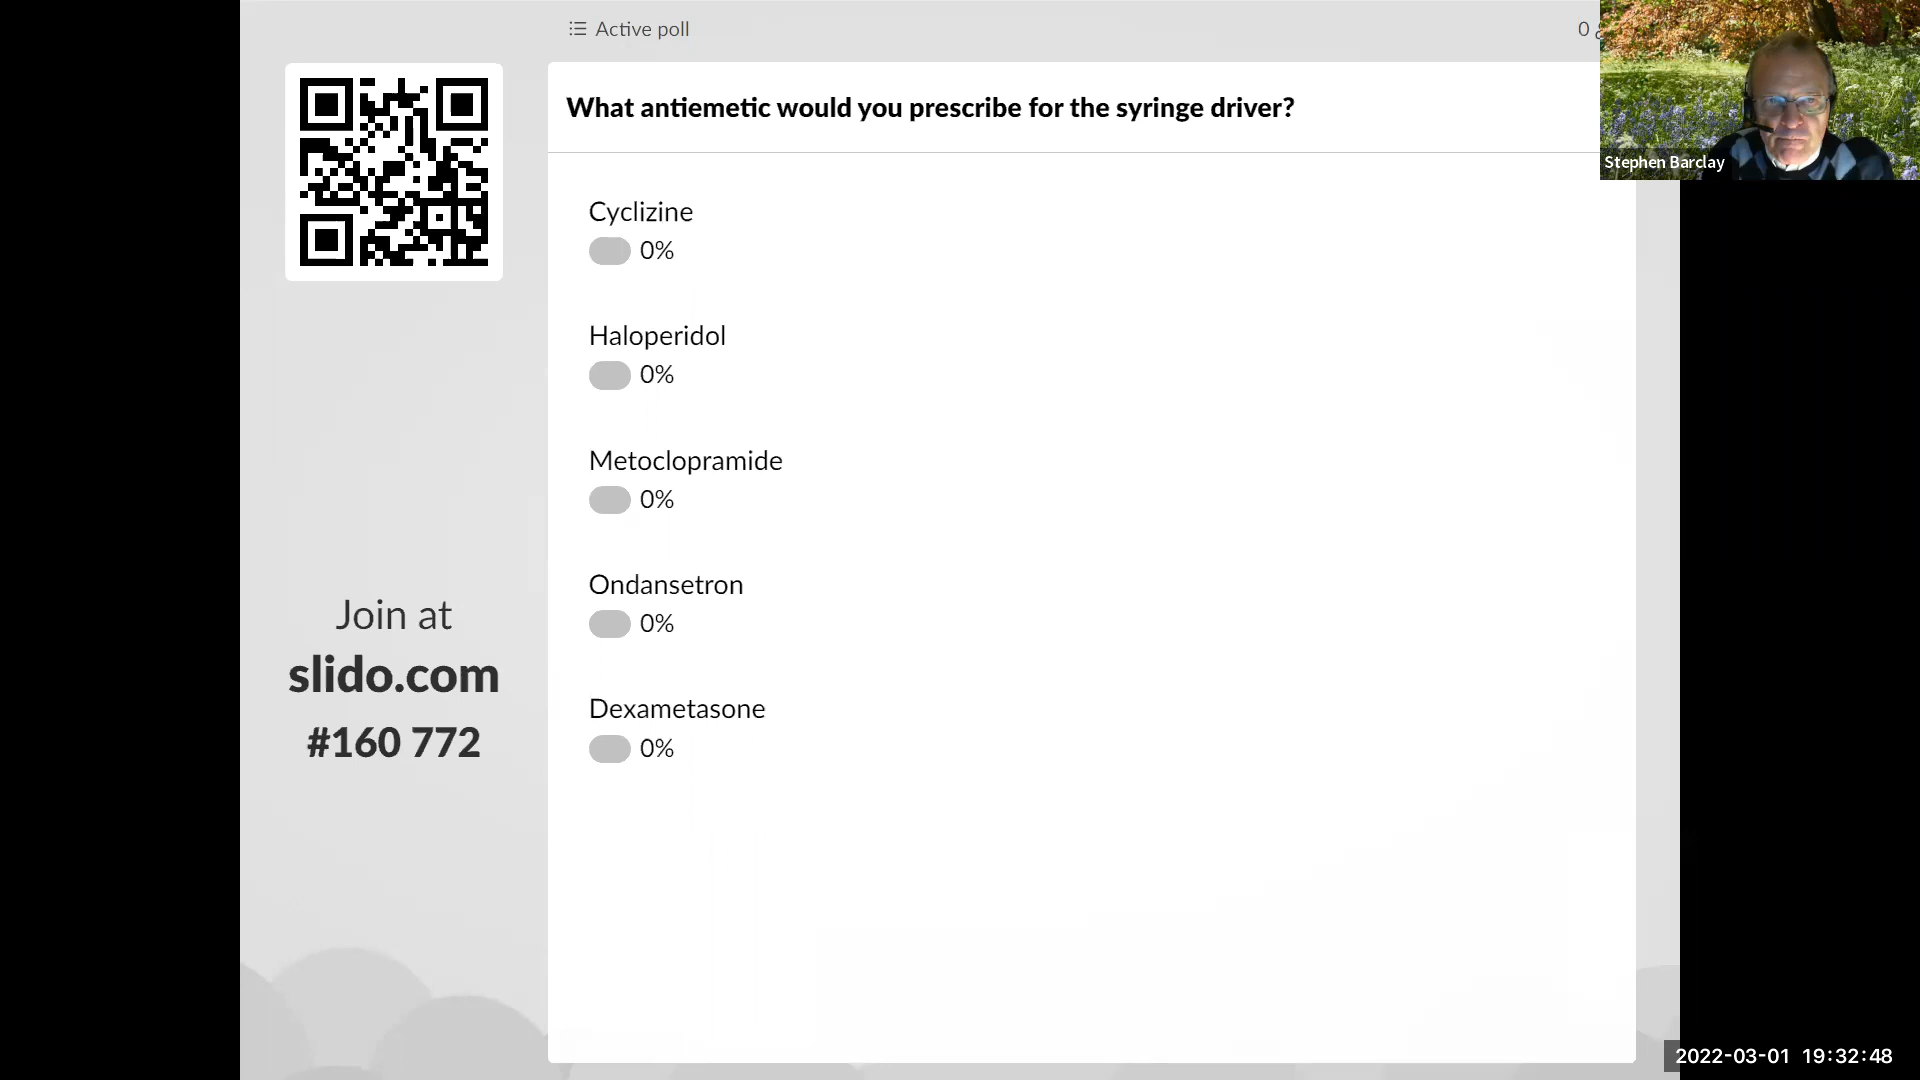 Active poll
0
What antiemetic would you prescribe for the syringe driver?
Stephen Barclay
Cyclizine
0%
Haloperidol
0%
Metoclopramide
0%
Ondansetron
0%
Dexametasone
0%
Join at
slido.com
#160 772
2022-03-01 19:32:48